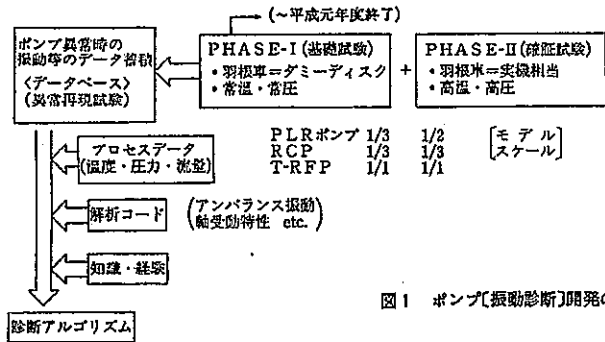 (～平成元年度終了)
ポンプ異常時の
振動等のデータ蓄積
〈データベース〉
(異常再現試験)
PHASE-Ⅰ(基礎試験)
・羽根車=ダミーディスク
・常温・常圧
+
PHASE-Ⅱ(確証試験)
・羽根車=実機相当
・高温・高圧
プロセスデータ
(温度・圧力・流量)
PLRポンプ 1/3 1/2
RCP 1/3 1/3
T-RFP 1/1 1/1
[モデル
スケール]
解析コード
(アンバランス振動
軸受動特性 etc.)
知識・経験
診断アルゴリズム
図1 ポンプ〔振動診断〕開発の